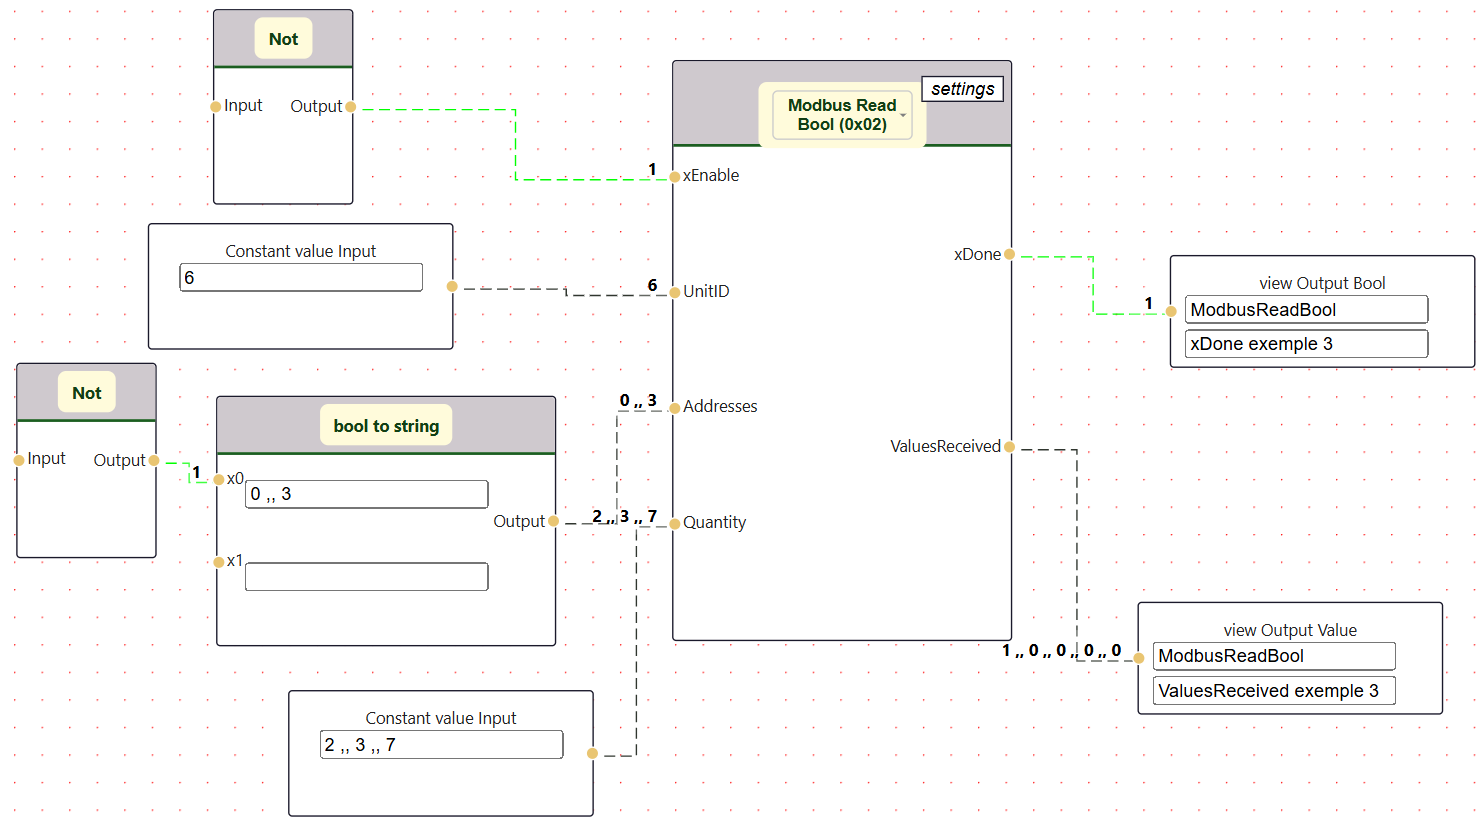 Not
Input
Output
settings
Modbus Read
Bool (0x02)
1
xEnable
Constant value Input
6
6
UnitID
xDone
view Output Bool
1
ModbusReadBool
xDone exemple 3
Not
Input
Output
1
bool to string
x0
0 ,, 3
Output
x1
0 ,, 3
Addresses
ValuesReceived
2 ,, 3 ,, 7
Quantity
view Output Value
1 ,, 0 ,, 0 ,, 0 ,, 0
ModbusReadBool
ValuesReceived exemple 3
Constant value Input
2 ,, 3 ,, 7